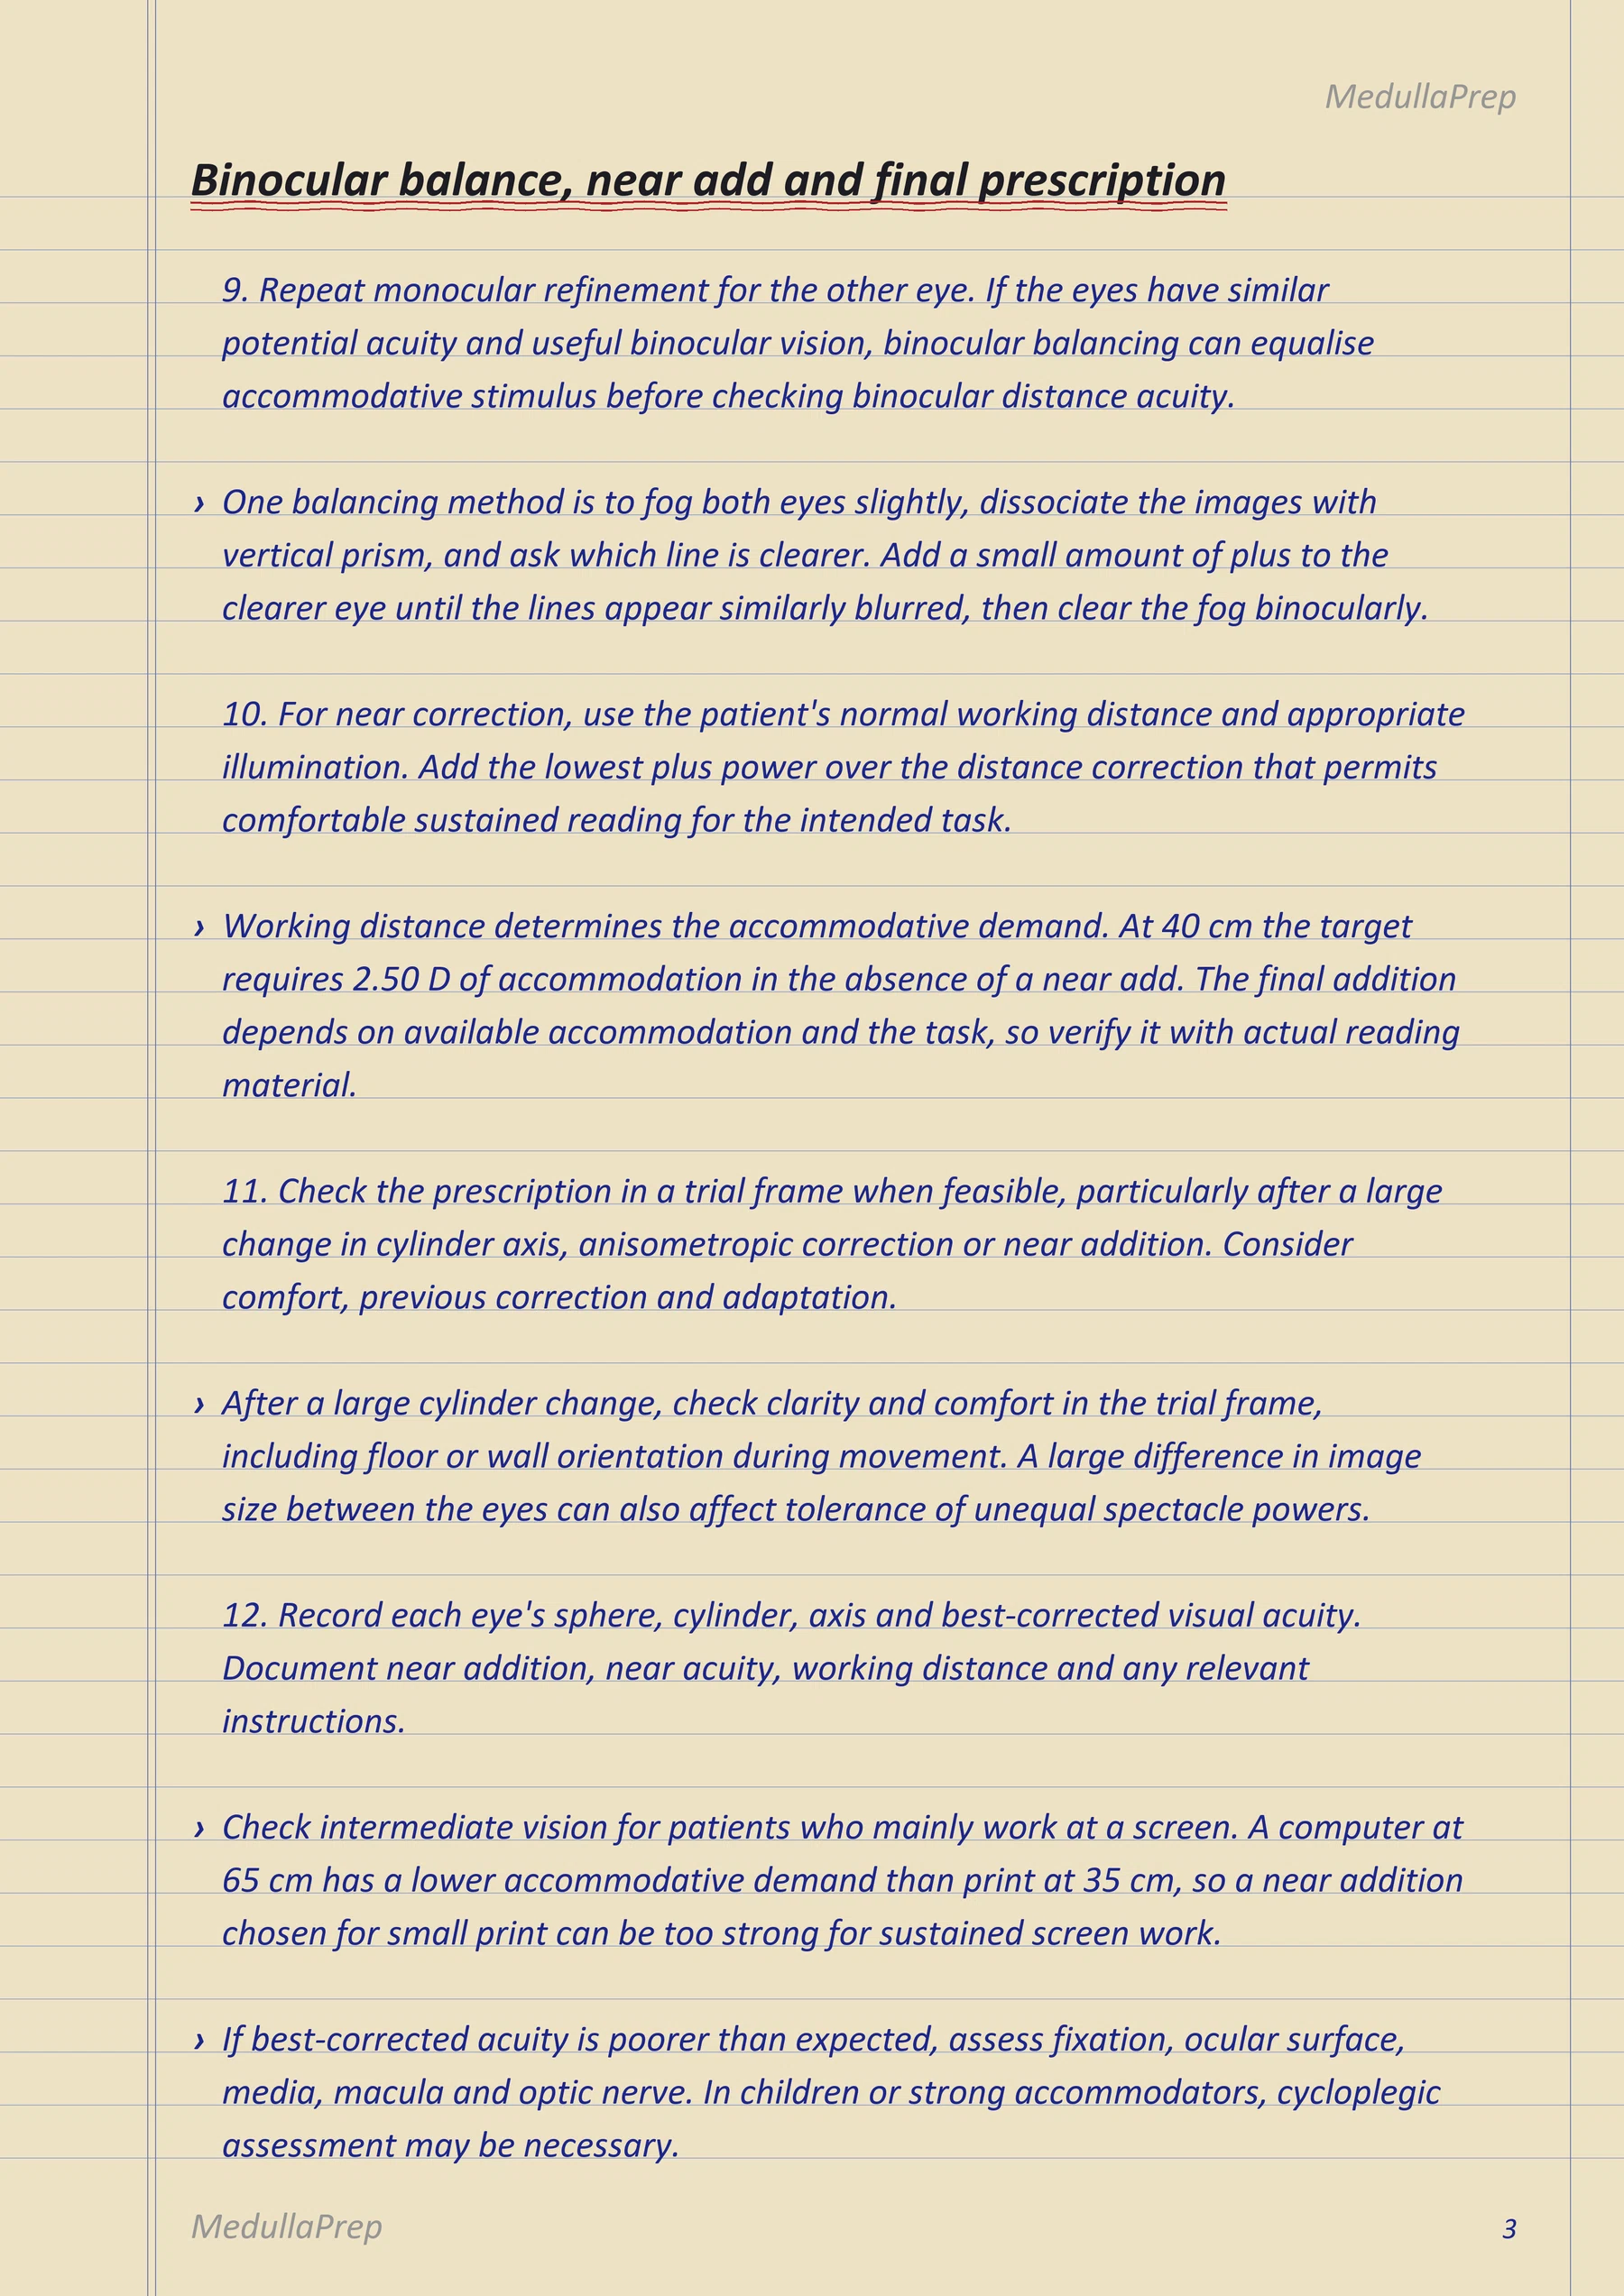 MedullaPrep
Binocular balance, near add and final prescription
9. Repeat monocular refinement for the other eye. If the eyes have similar
potential acuity and useful binocular vision, binocular balancing can equalise
accommodative stimulus before checking binocular distance acuity.
› One balancing method is to fog both eyes slightly, dissociate the images with
vertical prism, and ask which line is clearer. Add a small amount of plus to the
clearer eye until the lines appear similarly blurred, then clear the fog binocularly.
10. For near correction, use the patient's normal working distance and appropriate
illumination. Add the lowest plus power over the distance correction that permits
comfortable sustained reading for the intended task.
› Working distance determines the accommodative demand. At 40 cm the target
requires 2.50 D of accommodation in the absence of a near add. The final addition
depends on available accommodation and the task, so verify it with actual reading
material.
11. Check the prescription in a trial frame when feasible, particularly after a large
change in cylinder axis, anisometropic correction or near addition. Consider
comfort, previous correction and adaptation.
› After a large cylinder change, check clarity and comfort in the trial frame,
including floor or wall orientation during movement. A large difference in image
size between the eyes can also affect tolerance of unequal spectacle powers.
12. Record each eye's sphere, cylinder, axis and best-corrected visual acuity.
Document near addition, near acuity, working distance and any relevant
instructions.
› Check intermediate vision for patients who mainly work at a screen. A computer at
65 cm has a lower accommodative demand than print at 35 cm, so a near addition
chosen for small print can be too strong for sustained screen work.
› If best-corrected acuity is poorer than expected, assess fixation, ocular surface,
media, macula and optic nerve. In children or strong accommodators, cycloplegic
assessment may be necessary.
MedullaPrep
3